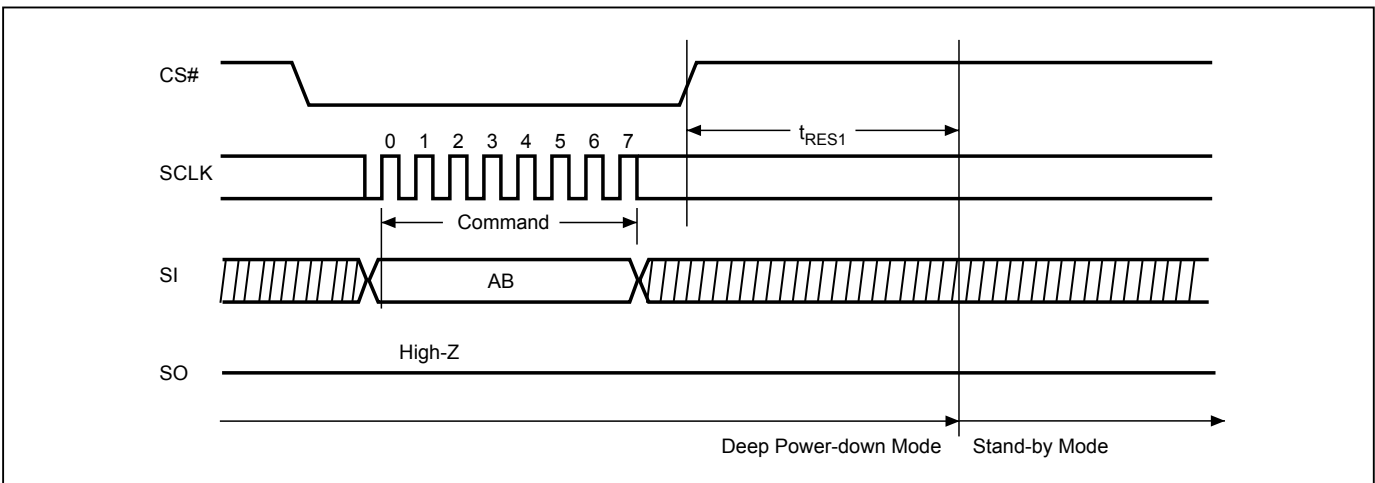 CS#
tRES1
0 1 2 3 4 5 6 7
SCLK
Command
SI
AB
High-Z
SO
Deep Power-down Mode
Stand-by Mode